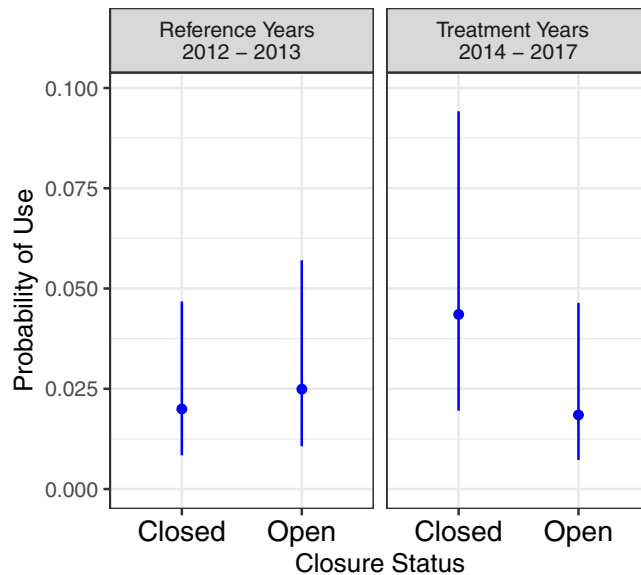 Reference Years
2012 – 2013
Treatment Years
2014 – 2017
Probability of Use
0.100
0.075
0.050
0.025
0.000
Closed
Open
Closed
Open
Closure Status